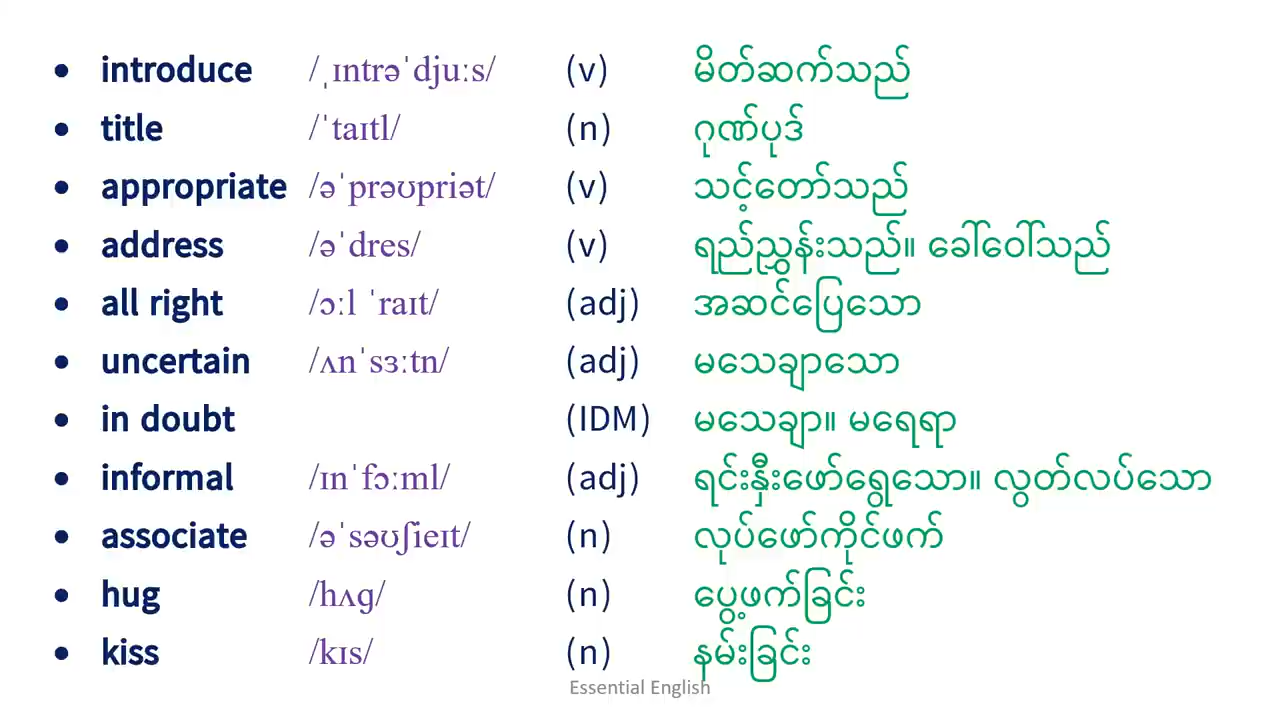 • introduce /ˌɪntrəˈdjuːs/ (v) မိတ်ဆက်သည်
• title /ˈtaɪtl/ (n) ဂုဏ်ပုဒ်
• appropriate /əˈprəʊpriət/ (v) သင့်တော်သည်
• address /əˈdres/ (v) ရည်ညွှန်းသည်။ ခေါ်ဝေါ်သည်
• all right /ɔːl ˈraɪt/ (adj) အဆင်ပြေသော
• uncertain /ʌnˈsɜːtn/ (adj) မသေချာသော
• in doubt (IDM) မသေချာ။ မရေရာ
• informal /ɪnˈfɔːml/ (adj) ရင်းနှီးဖော်ရွေသော။ လွတ်လပ်သော
• associate /əˈsəʊʃieɪt/ (n) လုပ်ဖော်ကိုင်ဖက်
• hug /hʌɡ/ (n) ပွေ့ဖက်ခြင်း
• kiss /kɪs/ (n) နမ်းခြင်း
Essential English